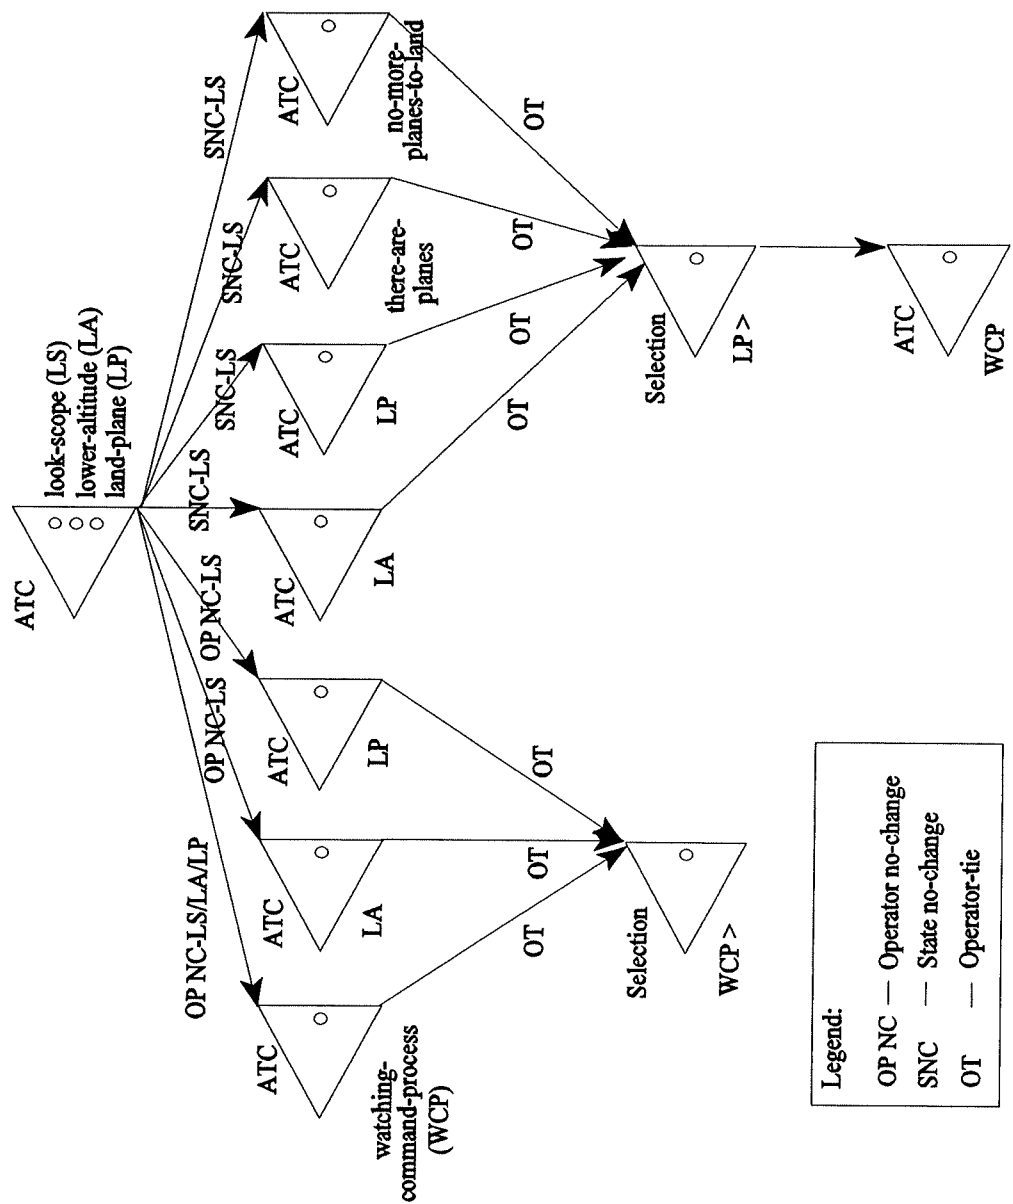 ATC
look-scope (LS)
lower-altitude (LA)
land-plane (LP)
OP NC-LS/LA/LP
OP NC-LS
OP NC-LS
SNC-LS
SNC-LS
SNC-LS
SNC-LS
ATC
watching-
command-process
(WCP)
ATC
LA
ATC
LP
ATC
LA
ATC
LP
ATC
there-are-
planes
ATC
no-more-
planes-to-land
OT
OT
OT
OT
OT
OT
OT
Selection
WCP >
Selection
LP >
ATC
WCP
Legend:
OP NC — Operator no-change
SNC — State no-change
OT — Operator-tie